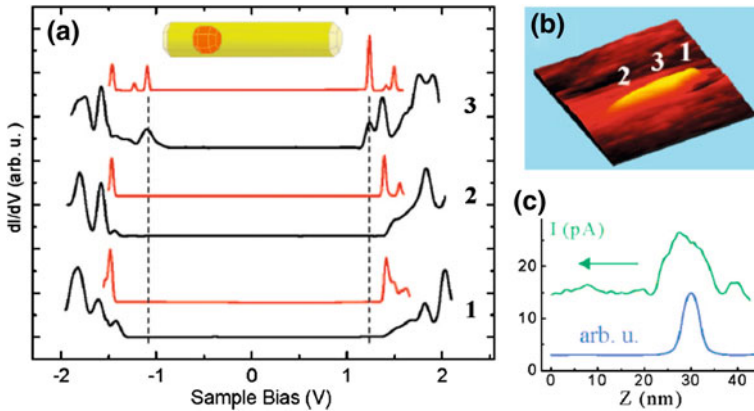 (a)
3
2
1
dI/dV (arb. u.)
-2
-1
0
1
2
Sample Bias (V)
(b)
2 3 1
(c)
I (pA)
20
10
arb. u.
0
10
20
30
40
Z (nm)